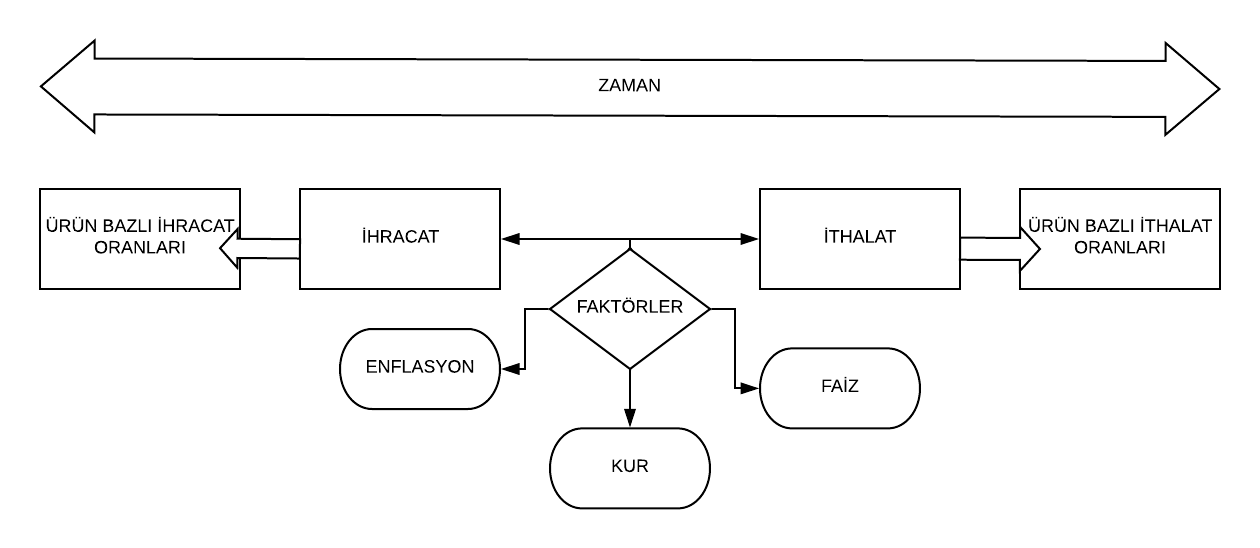 ZAMAN
ÜRÜN BAZLI İHRACAT
ORANLARI
İHRACAT
İTHALAT
ÜRÜN BAZLI İTHALAT
ORANLARI
FAKTÖRLER
ENFLASYON
FAİZ
KUR